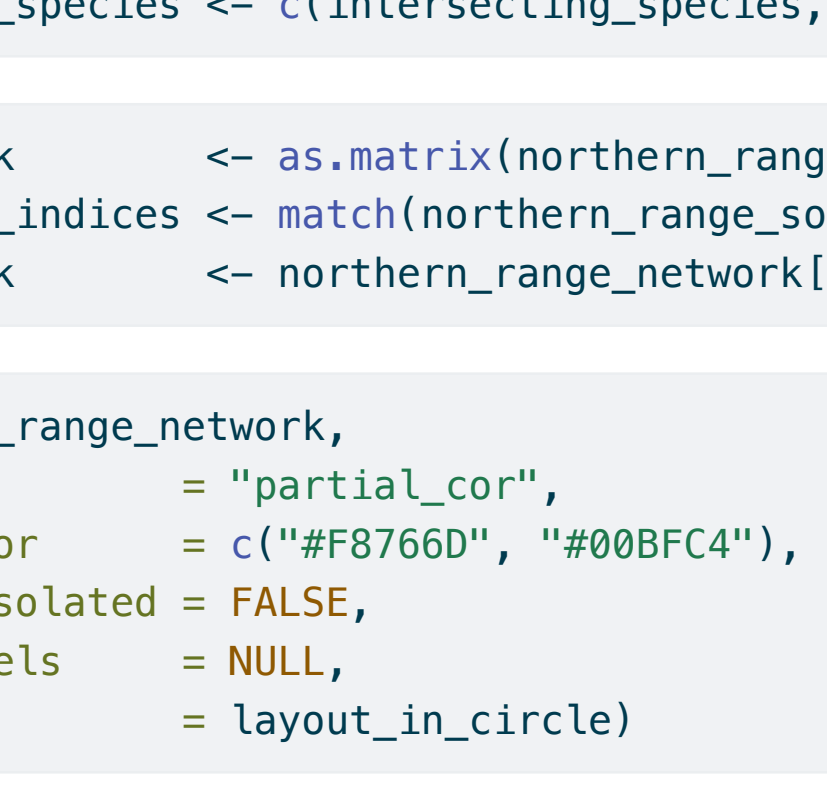 _species <- c(intersecting_species,
k        <- as.matrix(northern_rang
_indices <- match(northern_range_so
k        <- northern_range_network[
_range_network,
= "partial_cor",
or      = c("#F8766D", "#00BFC4"),
solated = FALSE,
els     = NULL,
= layout_in_circle)